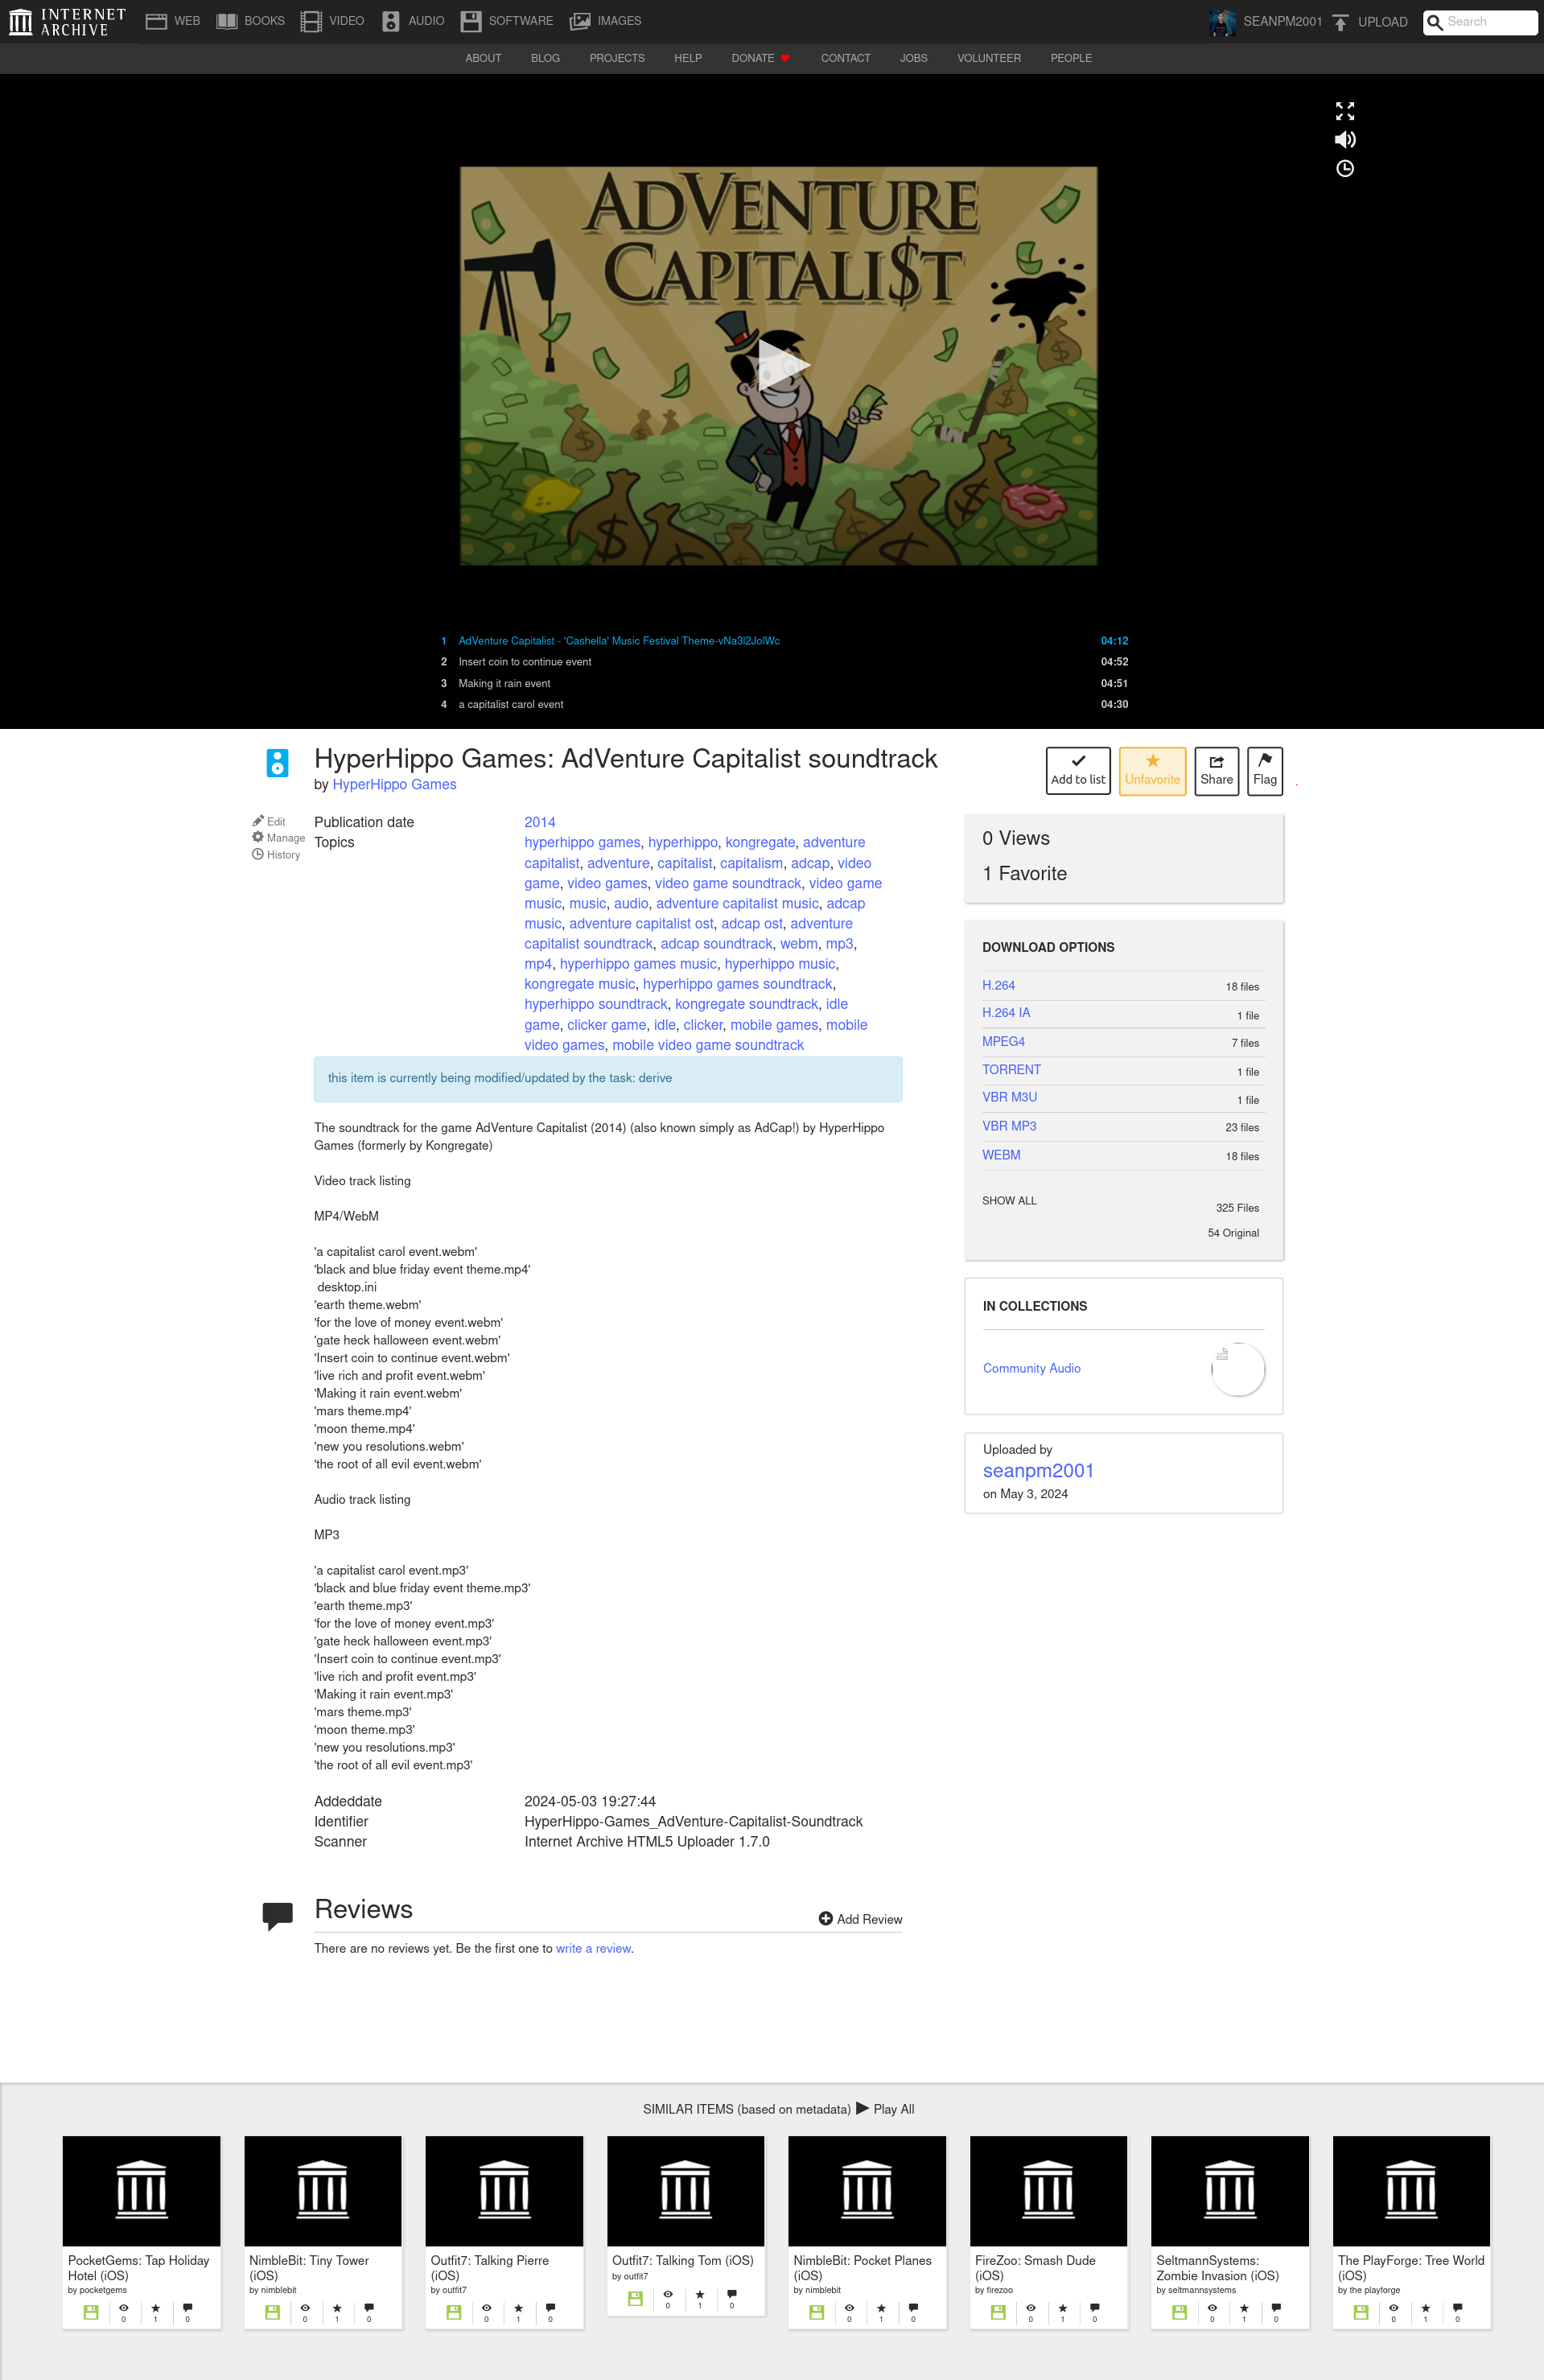 INTERNET ARCHIVE
WEB BOOKS VIDEO AUDIO SOFTWARE IMAGES SEANPM2001 UPLOAD Search
ABOUT BLOG PROJECTS HELP DONATE CONTACT JOBS VOLUNTEER PEOPLE
ADVENTURE
CAPITALI$T
1 AdVenture Capitalist - 'Cashella' Music Festival Theme-vNa3l2JolWc 04:12
2 Insert coin to continue event 04:52
3 Making it rain event 04:51
4 a capitalist carol event 04:30
HyperHippo Games: AdVenture Capitalist soundtrack
by HyperHippo Games
Add to list Unfavorite Share Flag
Edit
Manage
History
Publication date 2014
Topics hyperhippo games, hyperhippo, kongregate, adventure
capitalist, adventure, capitalist, capitalism, adcap, video
game, video games, video game soundtrack, video game
music, music, audio, adventure capitalist music, adcap
music, adventure capitalist ost, adcap ost, adventure
capitalist soundtrack, adcap soundtrack, webm, mp3,
mp4, hyperhippo games music, hyperhippo music,
kongregate music, hyperhippo games soundtrack,
hyperhippo soundtrack, kongregate soundtrack, idle
game, clicker game, idle, clicker, mobile games, mobile
video games, mobile video game soundtrack
this item is currently being modified/updated by the task: derive
The soundtrack for the game AdVenture Capitalist (2014) (also known simply as AdCap!) by HyperHippo
Games (formerly by Kongregate)
Video track listing
MP4/WebM
'a capitalist carol event.webm'
'black and blue friday event theme.mp4'
desktop.ini
'earth theme.webm'
'for the love of money event.webm'
'gate heck halloween event.webm'
'Insert coin to continue event.webm'
'live rich and profit event.webm'
'Making it rain event.webm'
'mars theme.mp4'
'moon theme.mp4'
'new you resolutions.webm'
'the root of all evil event.webm'
Audio track listing
MP3
'a capitalist carol event.mp3'
'black and blue friday event theme.mp3'
'earth theme.mp3'
'for the love of money event.mp3'
'gate heck halloween event.mp3'
'Insert coin to continue event.mp3'
'live rich and profit event.mp3'
'Making it rain event.mp3'
'mars theme.mp3'
'moon theme.mp3'
'new you resolutions.mp3'
'the root of all evil event.mp3'
Addeddate 2024-05-03 19:27:44
Identifier HyperHippo-Games_AdVenture-Capitalist-Soundtrack
Scanner Internet Archive HTML5 Uploader 1.7.0
0 Views
1 Favorite
DOWNLOAD OPTIONS
H.264 18 files
H.264 IA 1 file
MPEG4 7 files
TORRENT 1 file
VBR M3U 1 file
VBR MP3 23 files
WEBM 18 files
SHOW ALL 325 Files
54 Original
IN COLLECTIONS
Community Audio
Uploaded by
seanpm2001
on May 3, 2024
Reviews
Add Review
There are no reviews yet. Be the first one to write a review.
SIMILAR ITEMS (based on metadata) Play All
PocketGems: Tap Holiday
Hotel (iOS)
by pocketgems
0 1 0
NimbleBit: Tiny Tower
(iOS)
by nimblebit
0 1 0
Outfit7: Talking Pierre
(iOS)
by outfit7
0 1 0
Outfit7: Talking Tom (iOS)
by outfit7
0 1 0
NimbleBit: Pocket Planes
(iOS)
by nimblebit
0 1 0
FireZoo: Smash Dude
(iOS)
by firezoo
0 1 0
SeltmannSystems:
Zombie Invasion (iOS)
by seltmannsystems
0 1 0
The PlayForge: Tree World
(iOS)
by the playforge
0 1 0